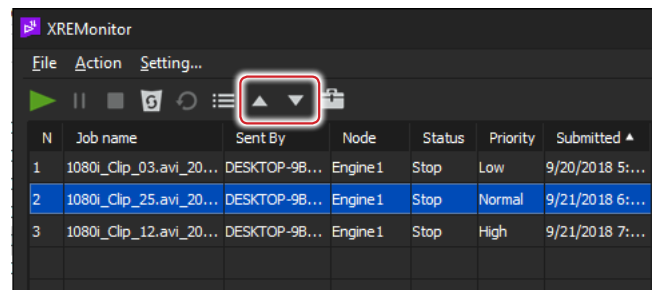 XREMonitor
File Action Setting...
N Job name Sent By Node Status Priority Submitted
1 1080i_Clip_03.avi_20... DESKTOP-9B... Engine1 Stop Low 9/20/2018 5:...
2 1080i_Clip_25.avi_20... DESKTOP-9B... Engine1 Stop Normal 9/21/2018 6:...
3 1080i_Clip_12.avi_20... DESKTOP-9B... Engine1 Stop High 9/21/2018 7:...